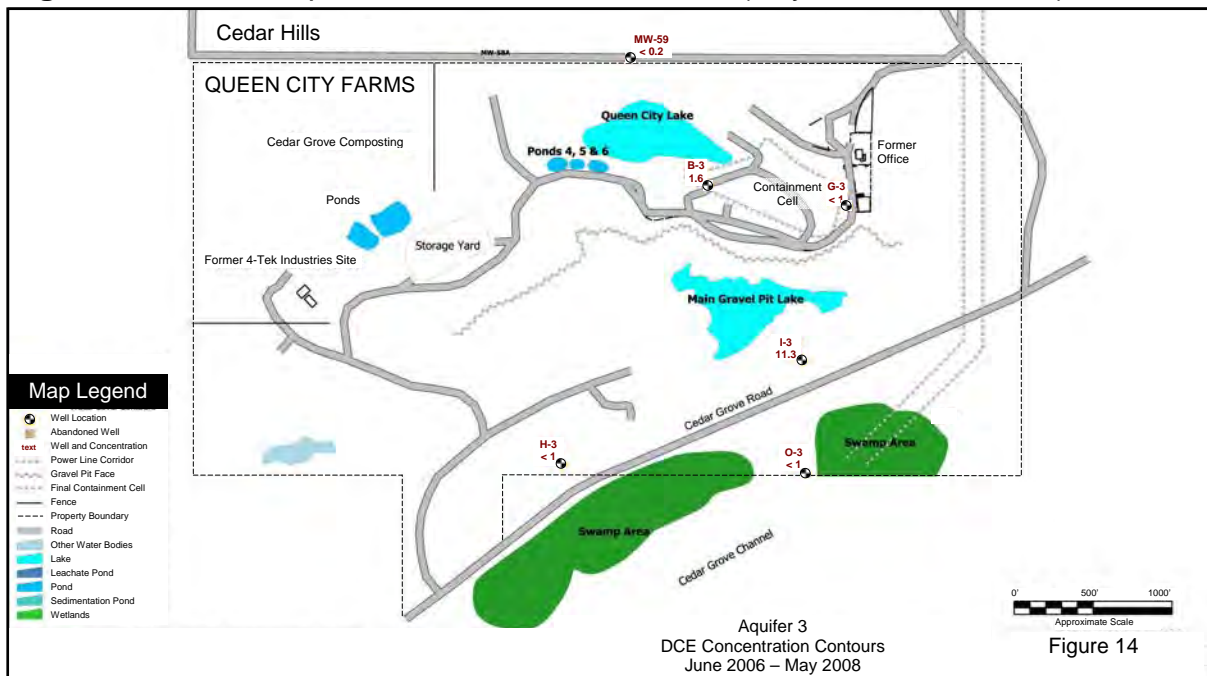 Cedar Hills
MW-59
< 0.2
MW-58A
QUEEN CITY FARMS
Queen City Lake
Cedar Grove Composting
Ponds 4, 5 & 6
Former
Office
B-3
1.6
Containment
Cell
G-3
< 1
Ponds
Storage Yard
Former 4-Tek Industries Site
Main Gravel Pit Lake
I-3
11.3
Map Legend
Well Location
Abandoned Well
text Well and Concentration
Power Line Corridor
Gravel Pit Face
Final Containment Cell
Fence
Property Boundary
Road
Other Water Bodies
Lake
Leachate Pond
Pond
Sedimentation Pond
Wetlands
Cedar Grove Road
H-3
< 1
O-3
< 1
Swamp Area
Swamp Area
Cedar Grove Channel
0' 500' 1000'
Approximate Scale
Aquifer 3
DCE Concentration Contours
June 2006 – May 2008
Figure 14